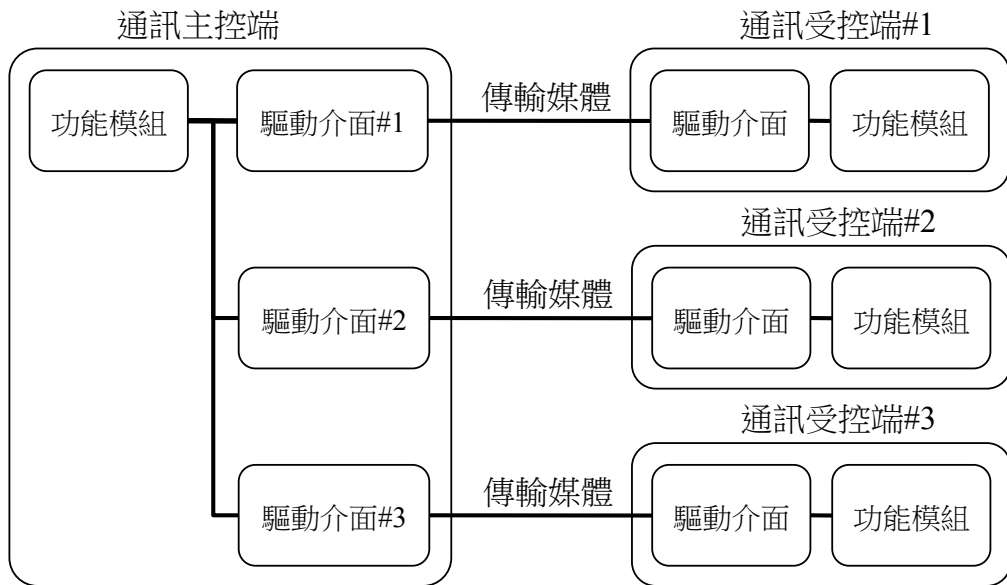 通訊主控端
功能模組
驅動介面#1
驅動介面#2
驅動介面#3
傳輸媒體
傳輸媒體
傳輸媒體
通訊受控端#1
驅動介面
功能模組
通訊受控端#2
驅動介面
功能模組
通訊受控端#3
驅動介面
功能模組